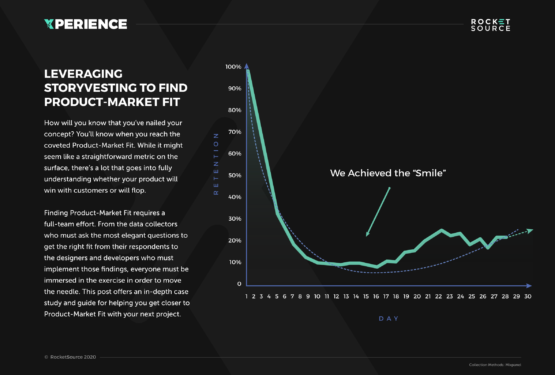 XPERIENCE
ROCKET
SOURCE
LEVERAGING
STORYVESTING TO FIND
PRODUCT-MARKET FIT
How will you know that you've nailed your
concept? You'll know when you reach the
coveted Product-Market Fit. While it might
seem like a straightforward metric on the
surface, there's a lot that goes into fully
understanding whether your product will
win with customers or will flop.
Finding Product-Market Fit requires a
full-team effort. From the data collectors
who must ask the most elegant questions to
get the right fit from their respondents to
the designers and developers who must
implement those findings, everyone must be
immersed in the exercise in order to move
the needle. This post offers an in-depth case
study and guide for helping you get closer to
Product-Market Fit with your next project.
RETENTION
100%
90%
80%
70%
60%
50%
40%
30%
20%
10%
0
We Achieved the "Smile"
1 2 3 4 5 6 7 8 9 10 11 12 13 14 15 16 17 18 19 20 21 22 23 24 25 26 27 28 29 30
DAY
© RocketSource 2020
Collection Methods: Mixpanel